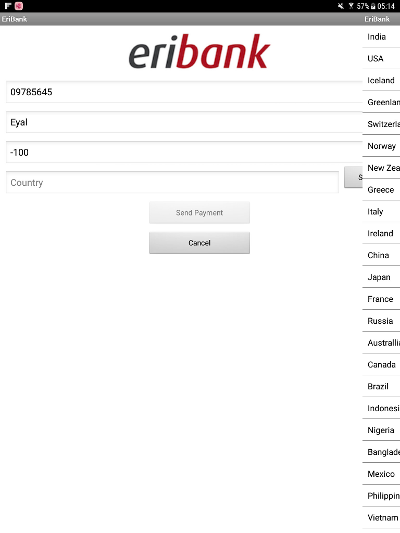 57% 05:14
EriBank
EriBank
eribank
09785645
Eyal
-100
Country
S
Send Payment
Cancel
India
USA
Iceland
Greenlan
Switzerla
Norway
New Zea
Greece
Italy
Ireland
China
Japan
France
Russia
Australli
Canada
Brazil
Indonesi
Nigeria
Banglade
Mexico
Philippin
Vietnam